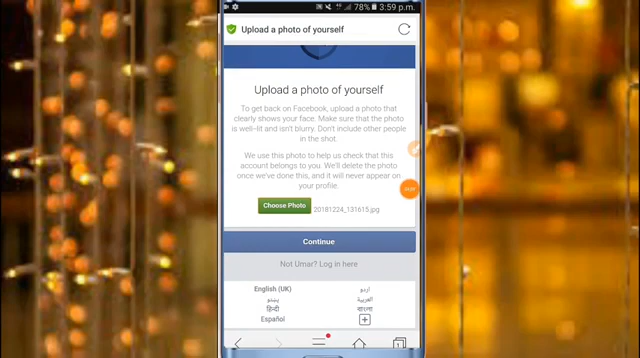 78% 3:59 p.m.
Upload a photo of yourself
Upload a photo of yourself
To get back on Facebook, upload a photo that
clearly shows your face. Make sure that the photo
is well-lit and isn't blurry. Don't include other people
in the shot.
We use this photo to help us check that this
account belongs to you. We'll delete the photo
once we've done this, and it will never appear on
your profile.
Choose Photo 20181224_131615.jpg
Continue
Not Umar? Log in here
English (UK) اردو
پښتو العربية
हिन्दी বাংলা
Español
1